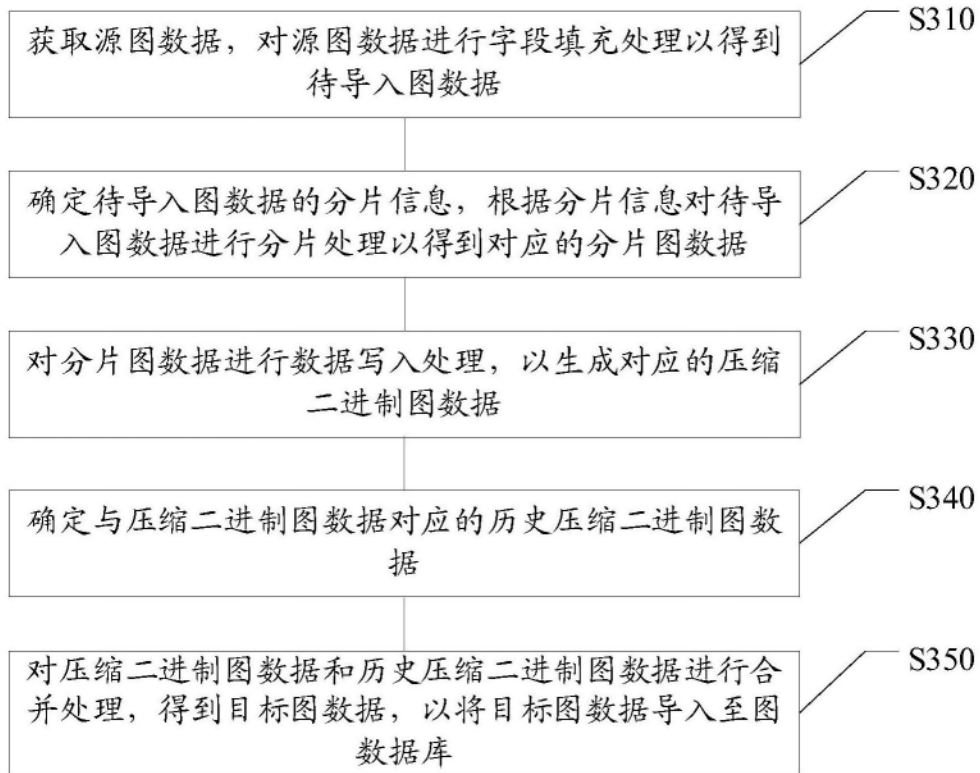 获取源图数据，对源图数据进行字段填充处理以得到
待导入图数据
S310
确定待导入图数据的分片信息，根据分片信息对待导
入图数据进行分片处理以得到对应的分片图数据
S320
对分片图数据进行数据写入处理，以生成对应的压缩
二进制图数据
S330
确定与压缩二进制图数据对应的历史压缩二进制图数
据
S340
对压缩二进制图数据和历史压缩二进制图数据进行合
并处理，得到目标图数据，以将目标图数据导入至图
数据库
S350